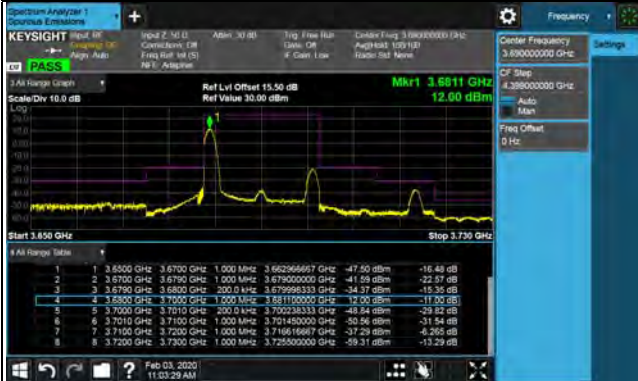 Spectrum Analyzer 1
Spurious Emissions
+
Frequency
KEYSIGHT Input: RF
Coupling: DC
Align: Auto
Input Z: 50 Ω
Corrections: Off
Freq Ref: Int (S)
NFE: Adaptive
Atten: 30 dB
Trig: Free Run
Gate: Off
IF Gain: Low
Center Freq: 3.690000000 GHz
Avg|Hold: 100/100
Radio Std: None
PASS
Center Frequency
3.690000000 GHz
Settings
CF Step
4.399000000 GHz
Auto
Man
Freq Offset
0 Hz
3 All Range Graph
Scale/Div 10.0 dB
Ref Lvl Offset 15.50 dB
Ref Value 30.00 dBm
Mkr1 3.6811 GHz
12.00 dBm
Log
1
Start 3.650 GHz
Stop 3.730 GHz
4 All Range Table
1 1 3.6500 GHz 3.6700 GHz 1.000 MHz 3.662966667 GHz -47.50 dBm -16.48 dB
2 2 3.6700 GHz 3.6790 GHz 1.000 MHz 3.679000000 GHz -41.59 dBm -22.57 dB
3 3 3.6790 GHz 3.6800 GHz 200.0 kHz 3.679998333 GHz -34.37 dBm -15.35 dB
4 4 3.6800 GHz 3.7000 GHz 1.000 MHz 3.681100000 GHz 12.00 dBm -11.00 dB
5 5 3.7000 GHz 3.7010 GHz 200.0 kHz 3.700238333 GHz -48.84 dBm -29.82 dB
6 6 3.7010 GHz 3.7100 GHz 1.000 MHz 3.701450000 GHz -50.56 dBm -31.54 dB
7 7 3.7100 GHz 3.7200 GHz 1.000 MHz 3.716616667 GHz -37.29 dBm -6.265 dB
8 8 3.7200 GHz 3.7300 GHz 1.000 MHz 3.725500000 GHz -59.31 dBm -13.29 dB
?
Feb 03, 2020
11:03:29 AM